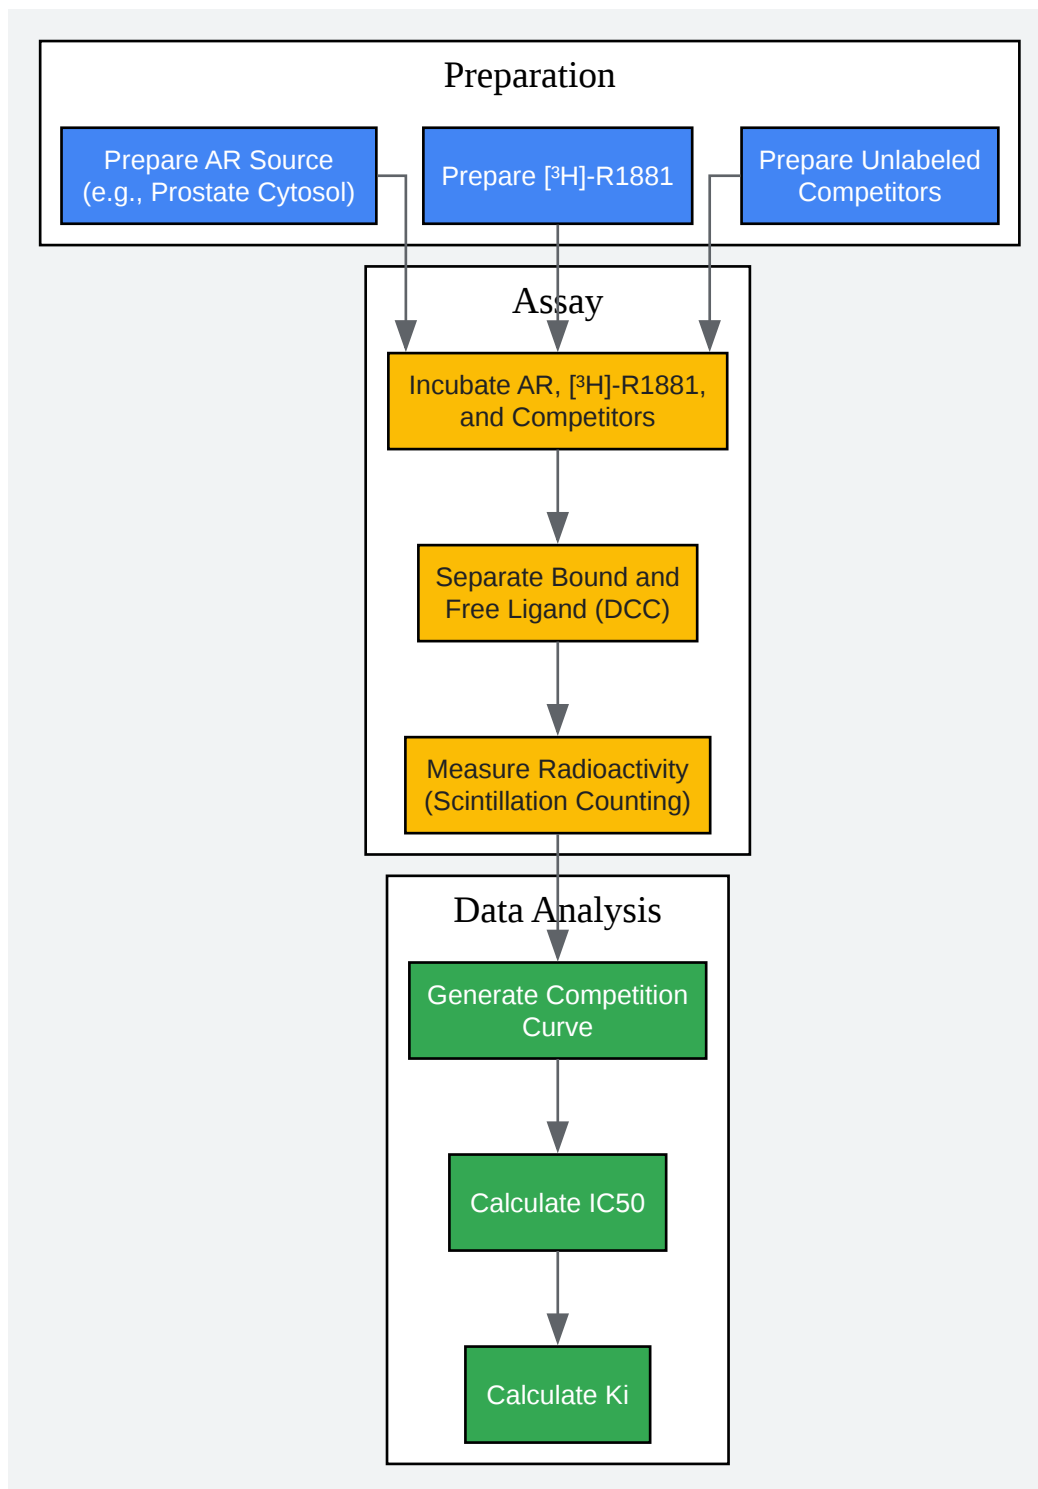 Preparation
Prepare AR Source
(e.g., Prostate Cytosol)
Prepare [³H]-R1881
Prepare Unlabeled
Competitors
Assay
Incubate AR, [³H]-R1881,
and Competitors
Separate Bound and
Free Ligand (DCC)
Measure Radioactivity
(Scintillation Counting)
Data Analysis
Generate Competition
Curve
Calculate IC50
Calculate Ki